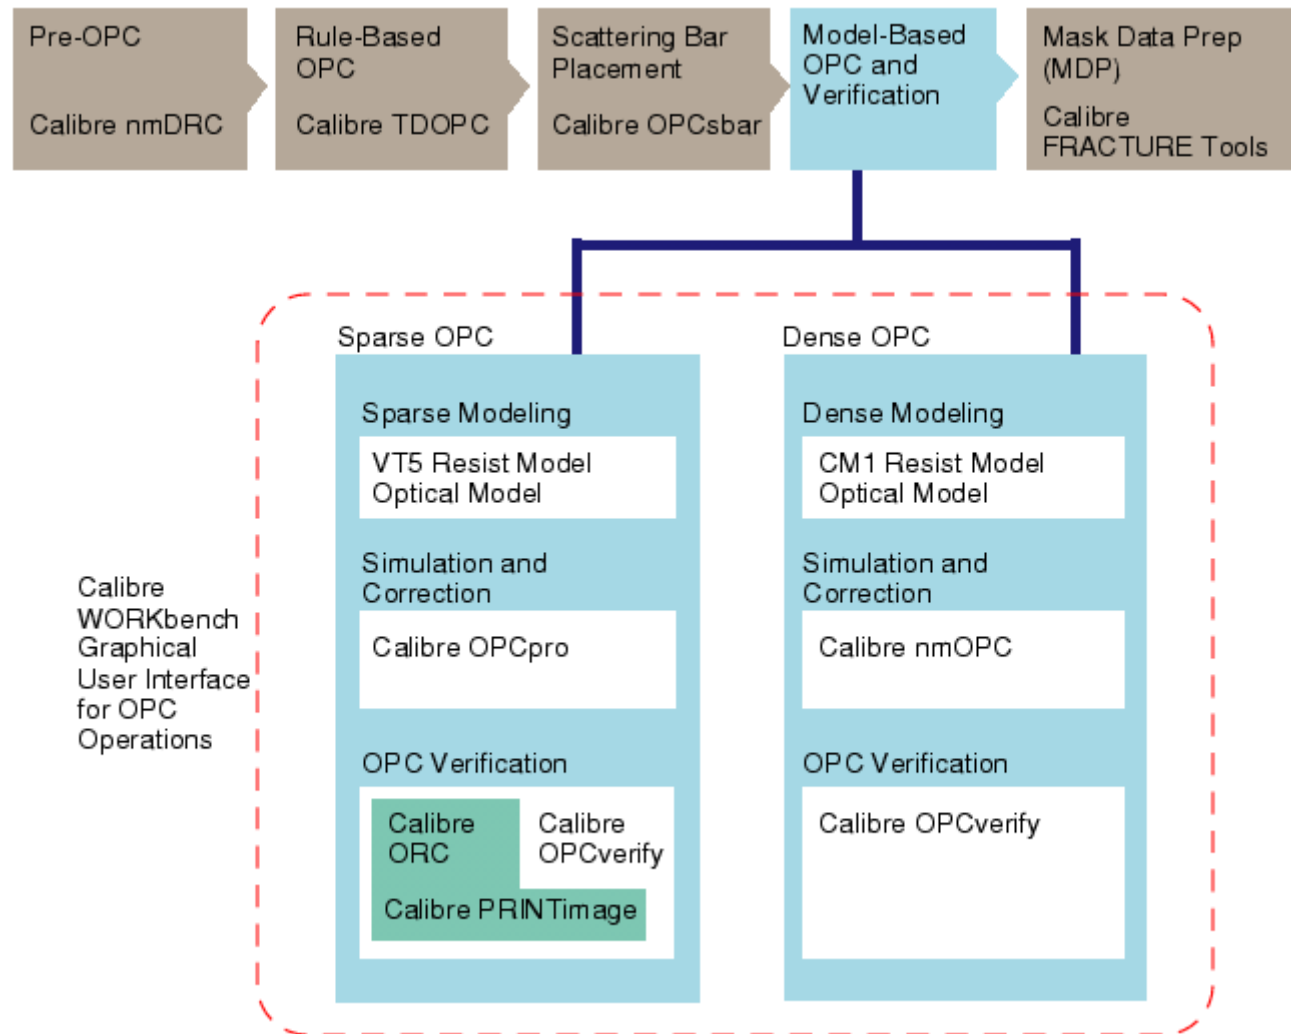 Pre-OPC
Calibre nmDRC
Rule-Based
OPC
Calibre TDOPC
Scattering Bar
Placement
Calibre OPCsbar
Model-Based
OPC and
Verification
Mask Data Prep
(MDP)
Calibre
FRACTURE Tools
Calibre
WORKbench
Graphical
User Interface
for OPC
Operations
Sparse OPC
Sparse Modeling
VT5 Resist Model
Optical Model
Simulation and
Correction
Calibre OPCpro
OPC Verification
Calibre
ORC
Calibre
OPCverify
Calibre PRINTimage
Dense OPC
Dense Modeling
CM1 Resist Model
Optical Model
Simulation and
Correction
Calibre nmOPC
OPC Verification
Calibre OPCverify